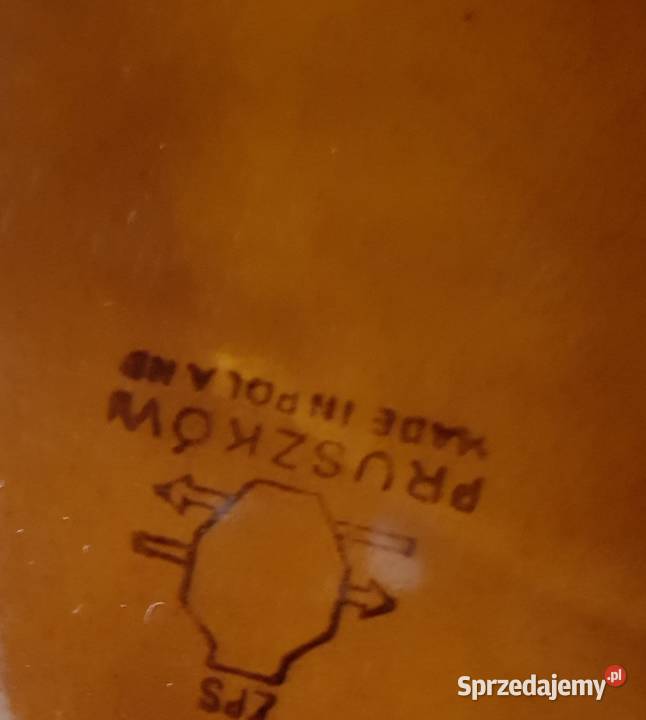 ZPS
PRUSZKÓW
MADE IN POLAND
Sprzedajemy.pl